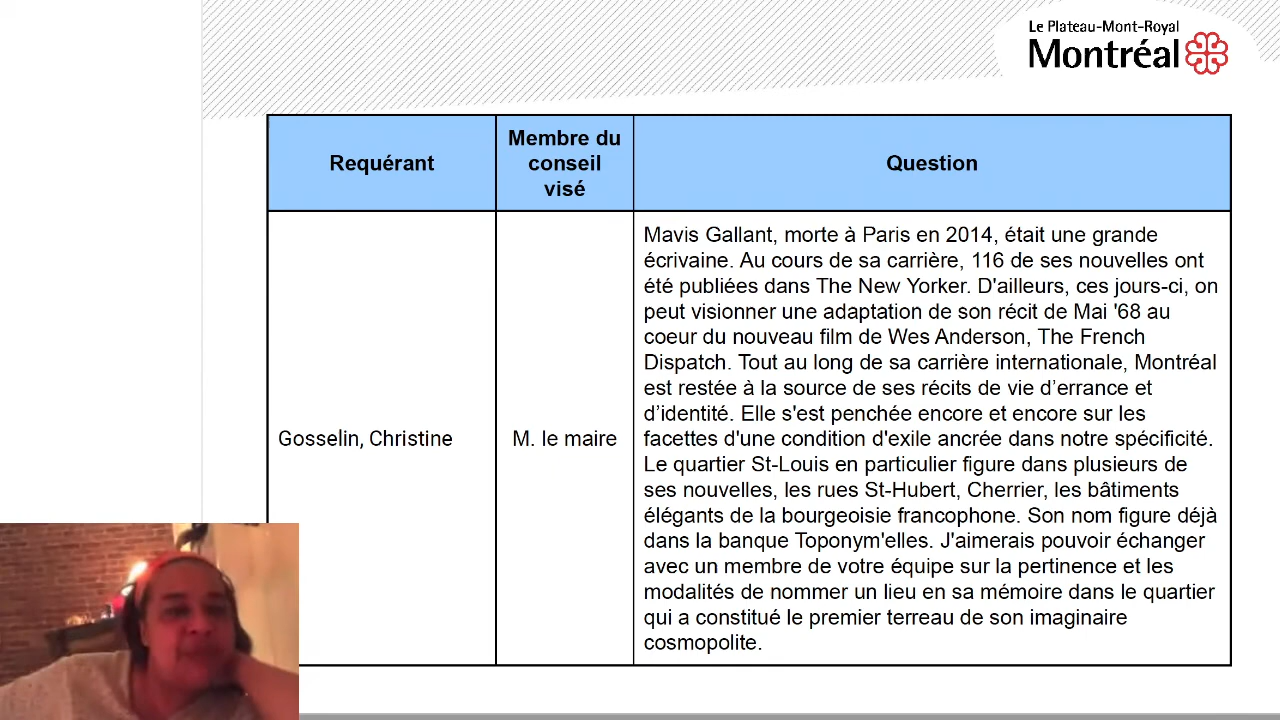 Le Plateau-Mont-Royal
Montréal
Requérant
Membre du
conseil
visé
Question
Gosselin, Christine
M. le maire
Mavis Gallant, morte à Paris en 2014, était une grande
écrivaine. Au cours de sa carrière, 116 de ses nouvelles ont
été publiées dans The New Yorker. D'ailleurs, ces jours-ci, on
peut visionner une adaptation de son récit de Mai '68 au
coeur du nouveau film de Wes Anderson, The French
Dispatch. Tout au long de sa carrière internationale, Montréal
est restée à la source de ses récits de vie d’errance et
d’identité. Elle s'est penchée encore et encore sur les
facettes d'une condition d'exile ancrée dans notre spécificité.
Le quartier St-Louis en particulier figure dans plusieurs de
ses nouvelles, les rues St-Hubert, Cherrier, les bâtiments
élégants de la bourgeoisie francophone. Son nom figure déjà
dans la banque Toponym'elles. J'aimerais pouvoir échanger
avec un membre de votre équipe sur la pertinence et les
modalités de nommer un lieu en sa mémoire dans le quartier
qui a constitué le premier terreau de son imaginaire
cosmopolite.